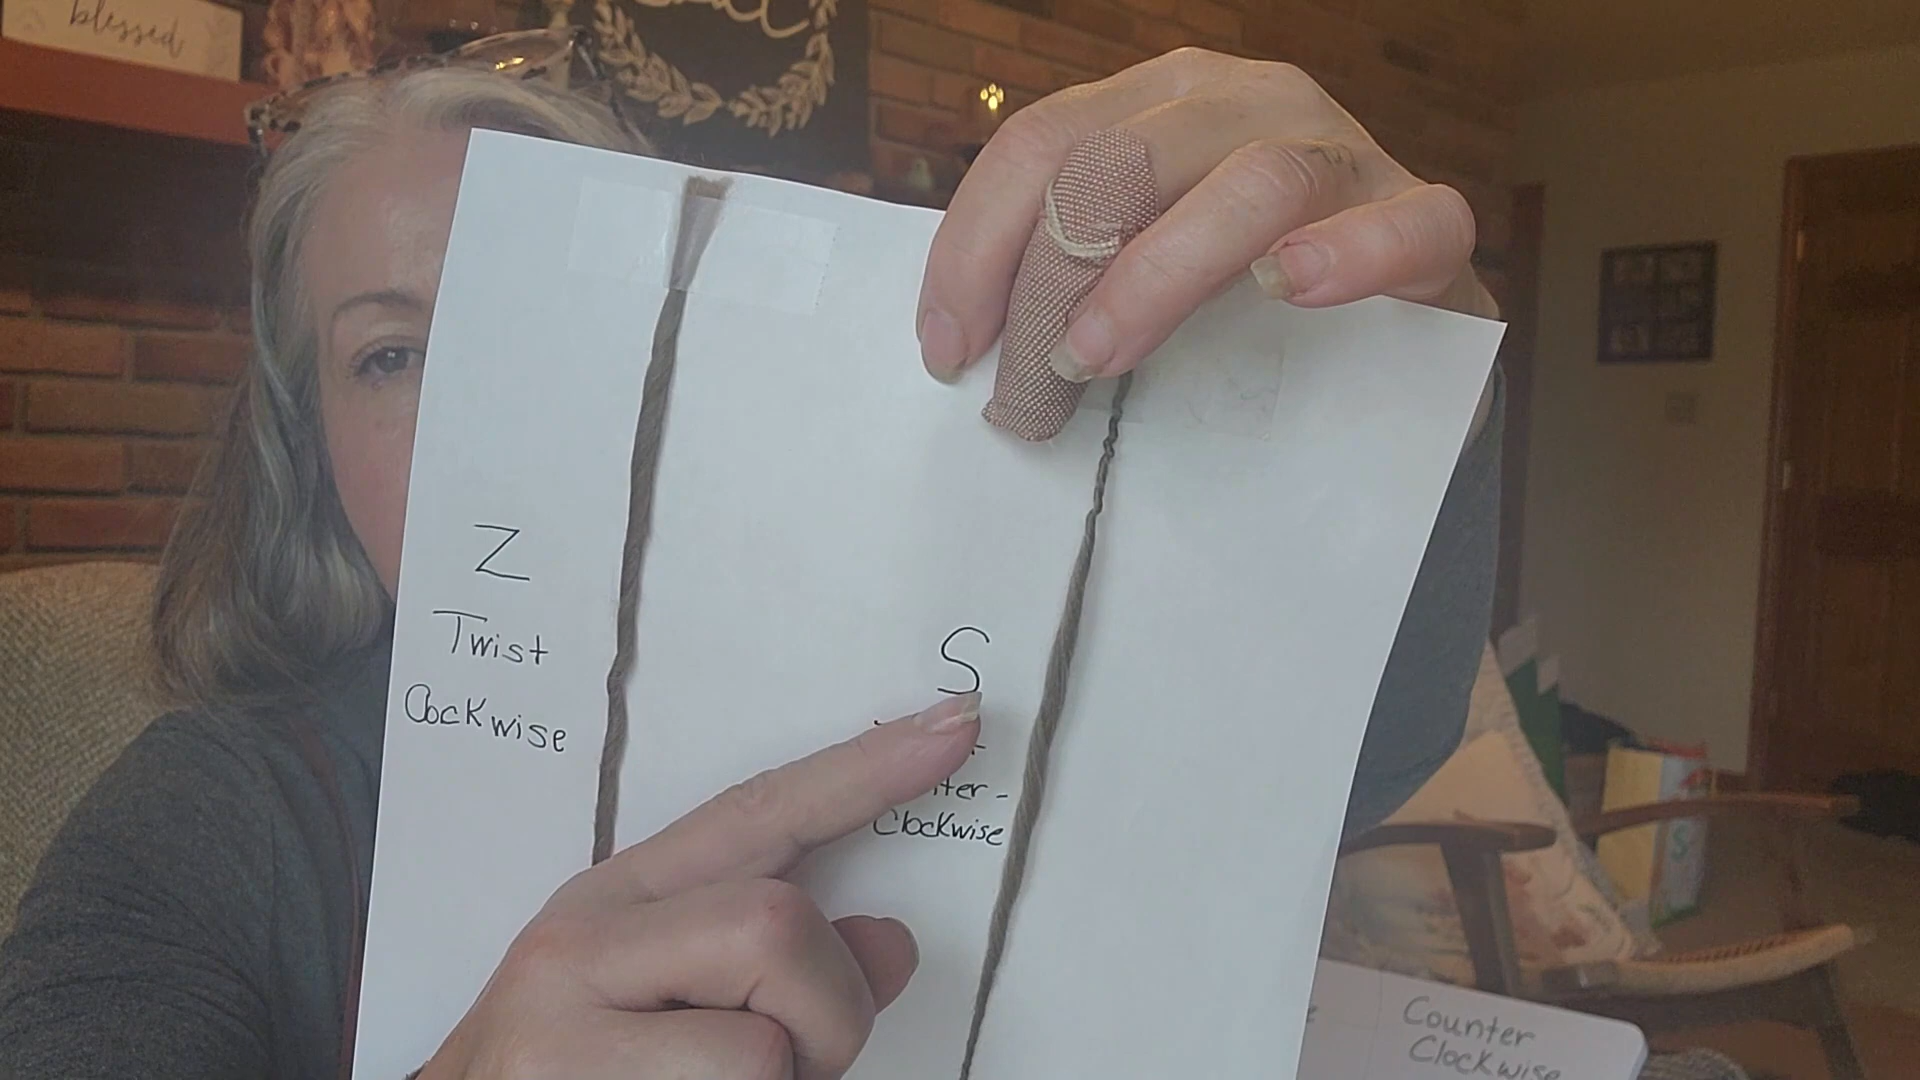 blessed
Z
Twist
Clockwise
S
Clockwise
Counter
Clockwise